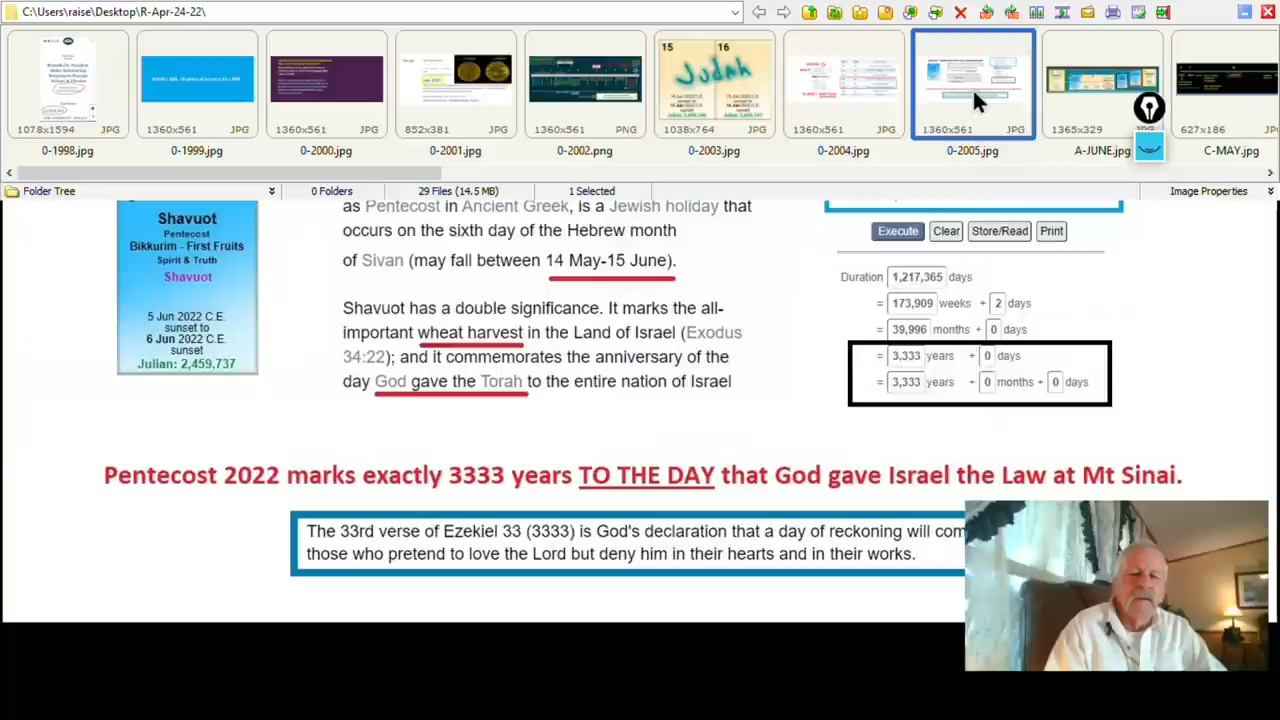 C:\Users\raise\Desktop\R-Apr-24-22\
15
16
1078x1594 JPG
1360x561 JPG
1360x561 JPG
852x381 JPG
1360x561 PNG
1038x764 JPG
1360x561 JPG
1360x561 JPG
1365x329 JPG
627x186
0-1998.jpg
0-1999.jpg
0-2000.jpg
0-2001.jpg
0-2002.png
0-2003.jpg
0-2004.jpg
0-2005.jpg
A-JUNE.jpg
C-MAY.jpg
Folder Tree
0 Folders
29 Files (14.5 MB)
1 Selected
Image Properties
Shavuot
Pentecost
Bikkurim - First Fruits
Spirit & Truth
Shavuot
5 Jun 2022 C.E.
sunset to
6 Jun 2022 C.E.
sunset
Julian: 2,459,737
as Pentecost in Ancient Greek, is a Jewish holiday that
occurs on the sixth day of the Hebrew month
of Sivan (may fall between 14 May-15 June).
Shavuot has a double significance. It marks the all-
important wheat harvest in the Land of Israel (Exodus
34:22); and it commemorates the anniversary of the
day God gave the Torah to the entire nation of Israel
Execute Clear Store/Read Print
Duration 1,217,365 days
= 173,909 weeks + 2 days
= 39,996 months + 0 days
= 3,333 years + 0 days
= 3,333 years + 0 months + 0 days
Pentecost 2022 marks exactly 3333 years TO THE DAY that God gave Israel the Law at Mt Sinai.
The 33rd verse of Ezekiel 33 (3333) is God's declaration that a day of reckoning will com
those who pretend to love the Lord but deny him in their hearts and in their works.